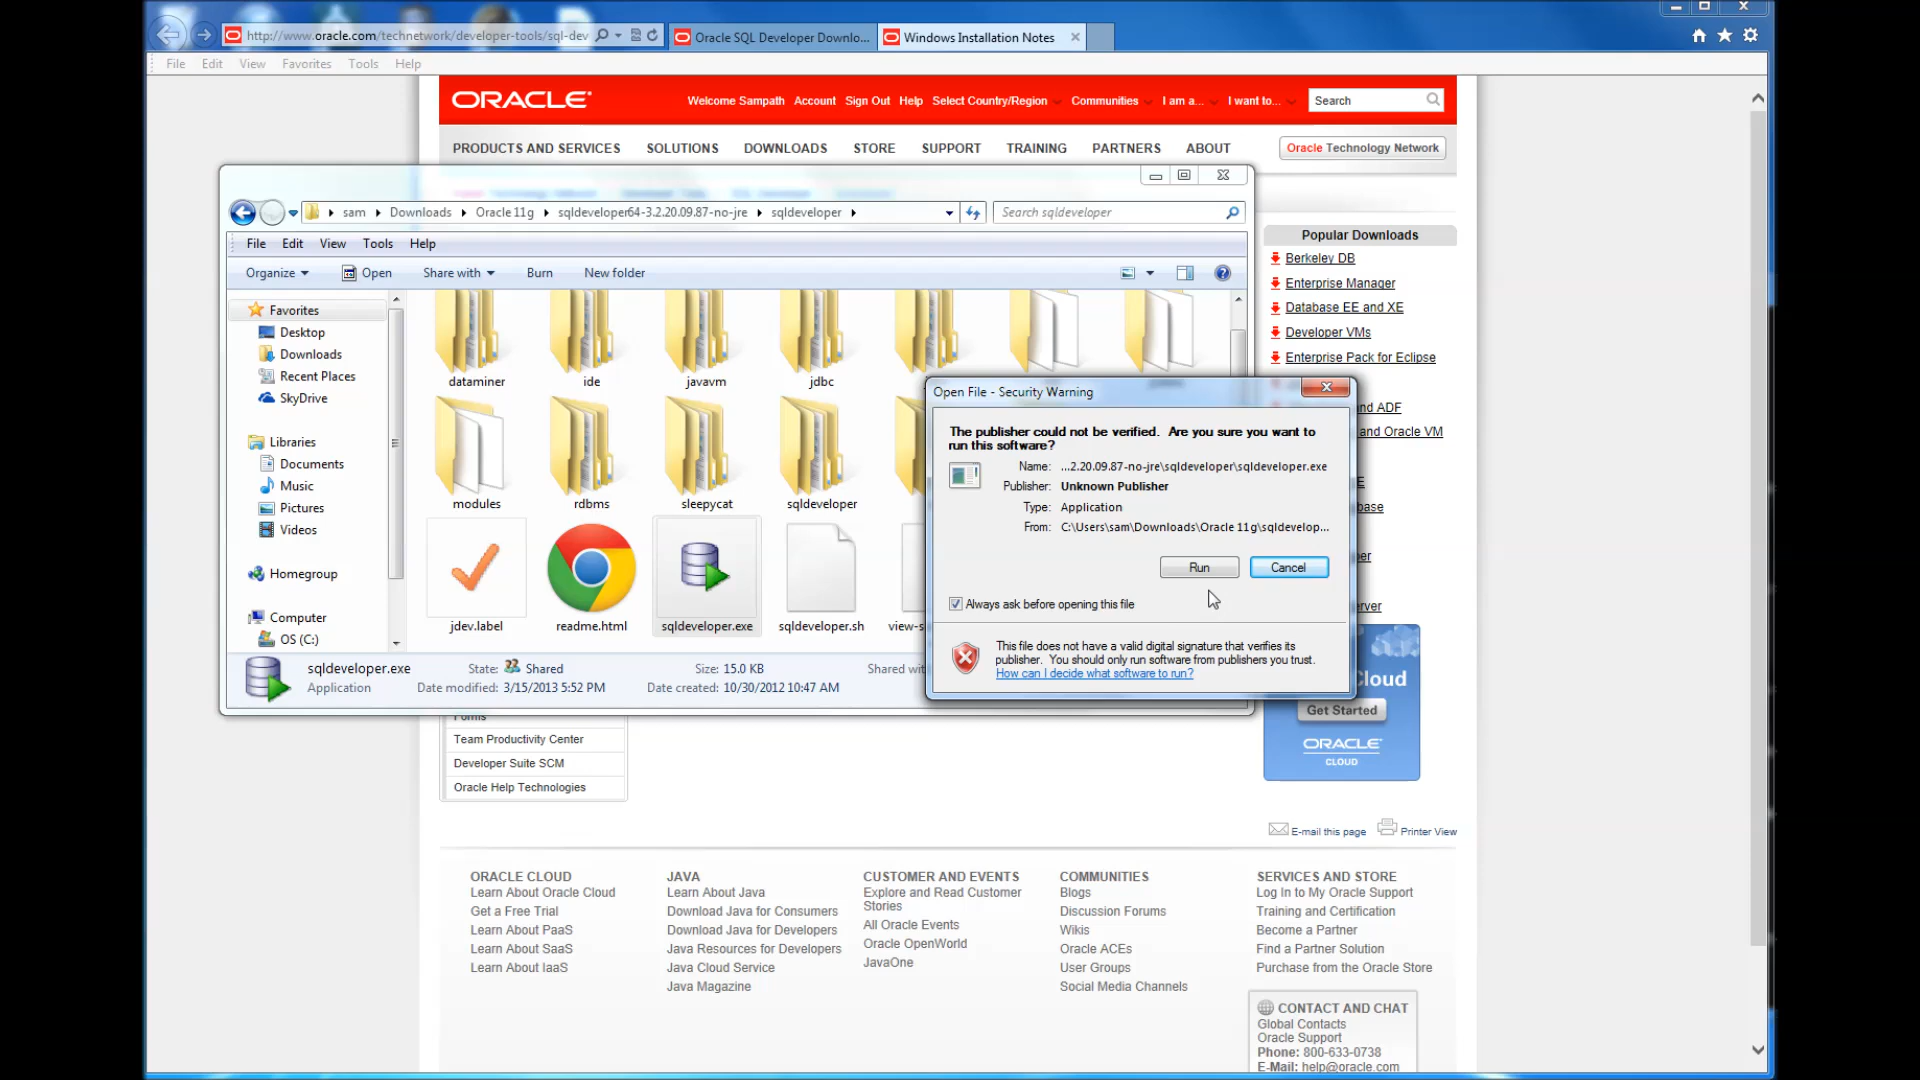 http://www.oracle.com/technetwork/developer-tools/sql-dev
Oracle SQL Developer Downlo...
Windows Installation Notes
File Edit View Favorites Tools Help
ORACLE
Welcome Sampath Account Sign Out Help Select Country/Region Communities I am a... I want to... Search
PRODUCTS AND SERVICES SOLUTIONS DOWNLOADS STORE SUPPORT TRAINING PARTNERS ABOUT Oracle Technology Network
sam Downloads Oracle 11g sqldeveloper64-3.2.20.09.87-no-jre sqldeveloper Search sqldeveloper
File Edit View Tools Help
Organize Open Share with Burn New folder
Favorites
Desktop
Downloads
Recent Places
SkyDrive
Libraries
Documents
Music
Pictures
Videos
Homegroup
Computer
OS (C:)
dataminer ide javavm jdbc
modules rdbms sleepycat sqldeveloper
jdev.label readme.html sqldeveloper.exe sqldeveloper.sh view-s
sqldeveloper.exe State: Shared Size: 15.0 KB Shared wit
Application Date modified: 3/15/2013 5:52 PM Date created: 10/30/2012 10:47 AM
Open File - Security Warning
The publisher could not be verified. Are you sure you want to
run this software?
Name: ...2.20.09.87-no-jre\sqldeveloper\sqldeveloper.exe
Publisher: Unknown Publisher
Type: Application
From: C:\Users\sam\Downloads\Oracle 11g\sqldevelop...
Run Cancel
Always ask before opening this file
This file does not have a valid digital signature that verifies its
publisher. You should only run software from publishers you trust.
How can I decide what software to run?
Popular Downloads
Berkeley DB
Enterprise Manager
Database EE and XE
Developer VMs
Enterprise Pack for Eclipse
and ADF
and Oracle VM
E
base
er
erver
Cloud
Get Started
ORACLE
CLOUD
Forms
Team Productivity Center
Developer Suite SCM
Oracle Help Technologies
E-mail this page Printer View
ORACLE CLOUD
Learn About Oracle Cloud
Get a Free Trial
Learn About PaaS
Learn About SaaS
Learn About IaaS
JAVA
Learn About Java
Download Java for Consumers
Download Java for Developers
Java Resources for Developers
Java Cloud Service
Java Magazine
CUSTOMER AND EVENTS
Explore and Read Customer
Stories
All Oracle Events
Oracle OpenWorld
JavaOne
COMMUNITIES
Blogs
Discussion Forums
Wikis
Oracle ACEs
User Groups
Social Media Channels
SERVICES AND STORE
Log In to My Oracle Support
Training and Certification
Become a Partner
Find a Partner Solution
Purchase from the Oracle Store
CONTACT AND CHAT
Global Contacts
Oracle Support
Phone: 800-633-0738
E-Mail: help@oracle.com